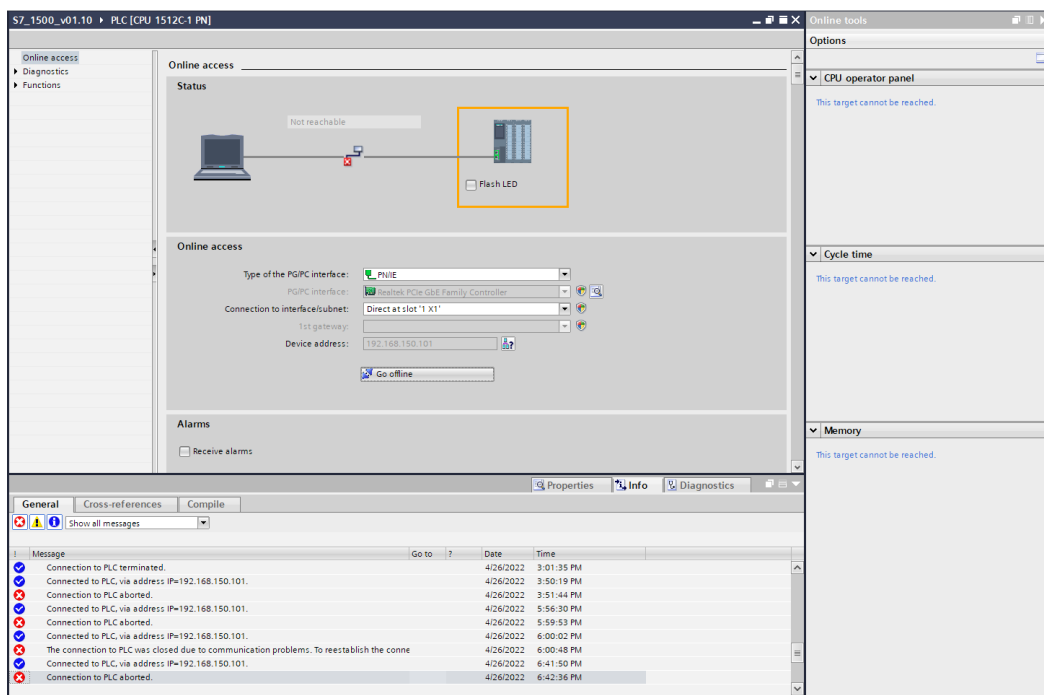 S7_1500_v01.10 ▸ PLC [CPU 1512C-1 PN]
Online tools
Options
Online access
Diagnostics
Functions
Online access
Status
Not reachable
Flash LED
Online access
Type of the PG/PC interface: PN/IE
PG/PC interface: Realtek PCIe GbE Family Controller
Connection to interface/subnet: Direct at slot '1 X1'
1st gateway:
Device address: 192.168.150.101
Go offline
Alarms
Receive alarms
CPU operator panel
This target cannot be reached.
Cycle time
This target cannot be reached.
Memory
This target cannot be reached.
Properties Info Diagnostics
General Cross-references Compile
Show all messages
! Message Go to ? Date Time
Connection to PLC terminated. 4/26/2022 3:01:35 PM
Connected to PLC, via address IP=192.168.150.101. 4/26/2022 3:50:19 PM
Connection to PLC aborted. 4/26/2022 3:51:44 PM
Connected to PLC, via address IP=192.168.150.101. 4/26/2022 5:56:30 PM
Connection to PLC aborted. 4/26/2022 5:59:53 PM
Connected to PLC, via address IP=192.168.150.101. 4/26/2022 6:00:02 PM
The connection to PLC was closed due to communication problems. To reestablish the conne 4/26/2022 6:00:48 PM
Connected to PLC, via address IP=192.168.150.101. 4/26/2022 6:41:50 PM
Connection to PLC aborted. 4/26/2022 6:42:36 PM